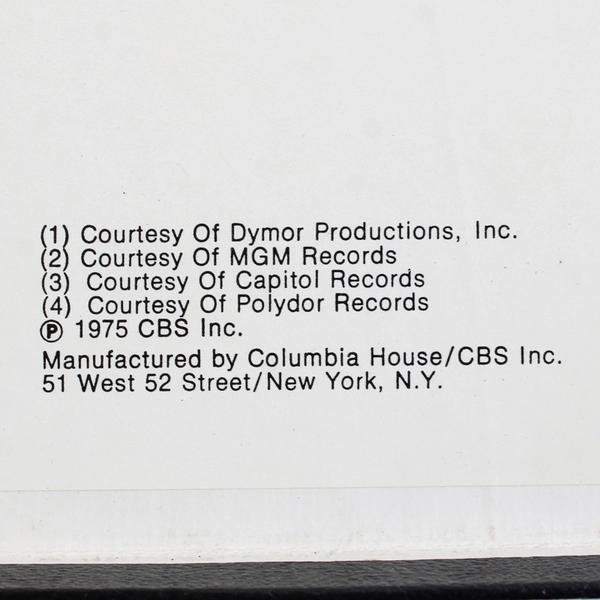 (1) Courtesy Of Dymor Productions, Inc.
(2) Courtesy Of MGM Records
(3) Courtesy Of Capitol Records
(4) Courtesy Of Polydor Records
℗ 1975 CBS Inc.
Manufactured by Columbia House/CBS Inc.
51 West 52 Street/New York, N.Y.